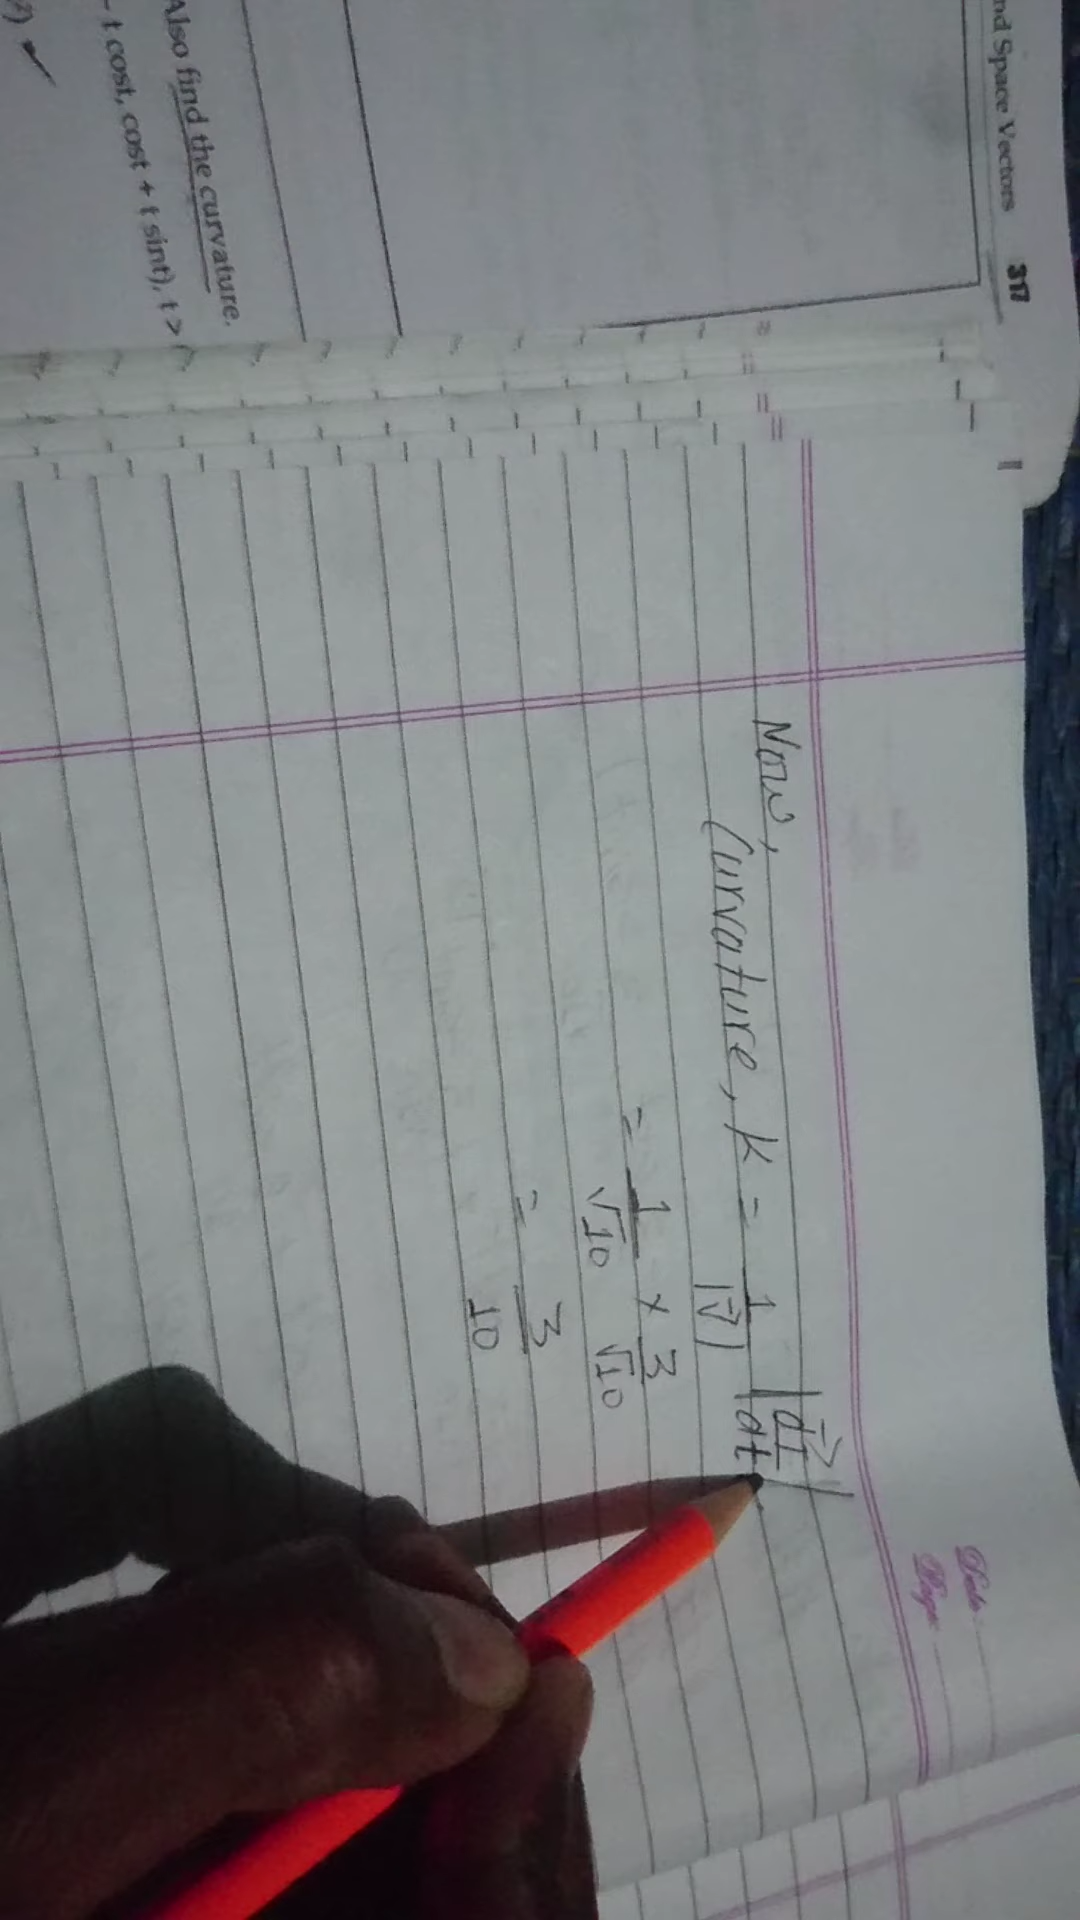 nd Space Vectors 317
Also find the curvature.
- t cost, cost + t sint), t >
Date
Page
Now,
Curvature, K = 1/|v⃗| |dT⃗/dt|
= 1/√10 × 3/√10
= 3/10